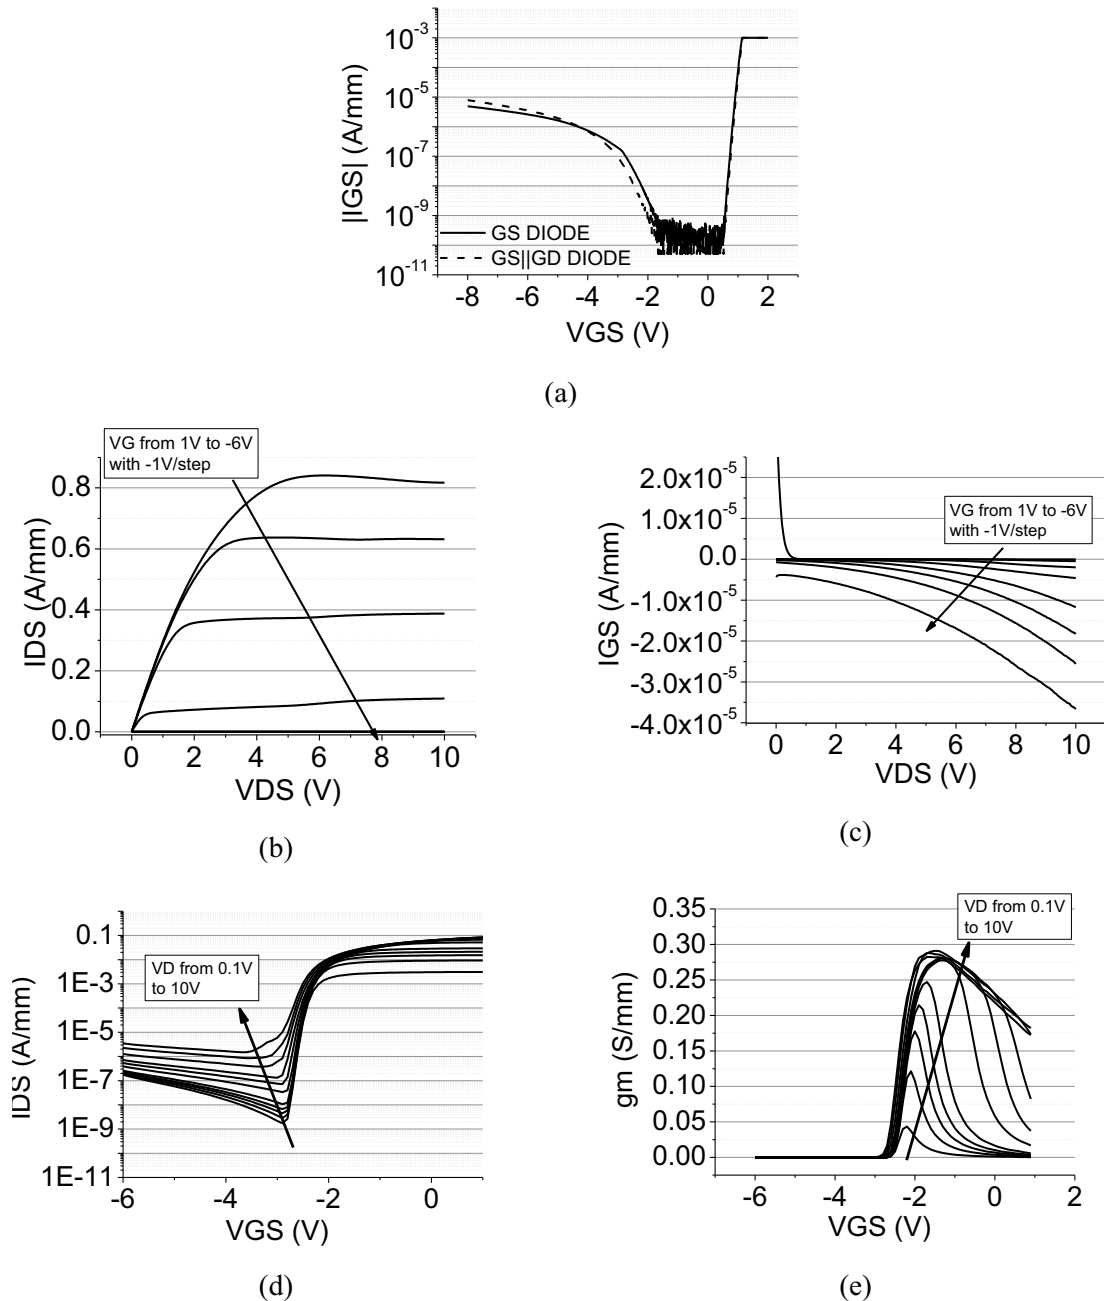 10-3
10-5
10-7
10-9
10-11
|IGS| (A/mm)
GS DIODE
GS||GD DIODE
-8 -6 -4 -2 0 2
VGS (V)
(a)
VG from 1V to -6V
with -1V/step
0.8
0.6
0.4
0.2
0.0
IDS (A/mm)
0 2 4 6 8 10
VDS (V)
(b)
2.0x10-5
1.0x10-5
0.0
-1.0x10-5
-2.0x10-5
-3.0x10-5
-4.0x10-5
IGS (A/mm)
VG from 1V to -6V
with -1V/step
0 2 4 6 8 10
VDS (V)
(c)
0.1
1E-3
1E-5
1E-7
1E-9
1E-11
IDS (A/mm)
VD from 0.1V
to 10V
-6 -4 -2 0
VGS (V)
(d)
0.35
0.30
0.25
0.20
0.15
0.10
0.05
0.00
gm (S/mm)
VD from 0.1V
to 10V
-6 -4 -2 0 2
VGS (V)
(e)